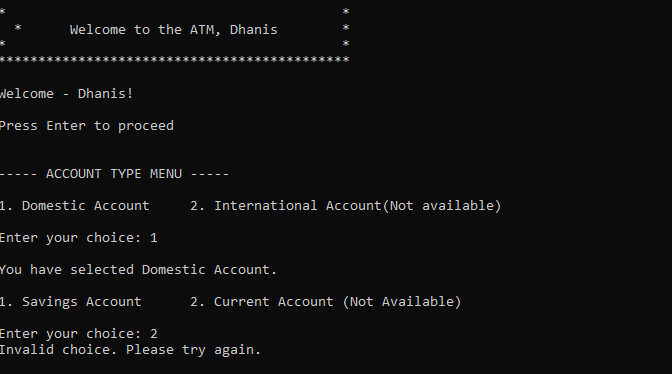 *                                           *
  *      Welcome to the ATM, Dhanis        *
*                                           *
********************************************
Welcome - Dhanis!
Press Enter to proceed
----- ACCOUNT TYPE MENU -----
1. Domestic Account     2. International Account(Not available)
Enter your choice: 1
You have selected Domestic Account.
1. Savings Account      2. Current Account (Not Available)
Enter your choice: 2
Invalid choice. Please try again.